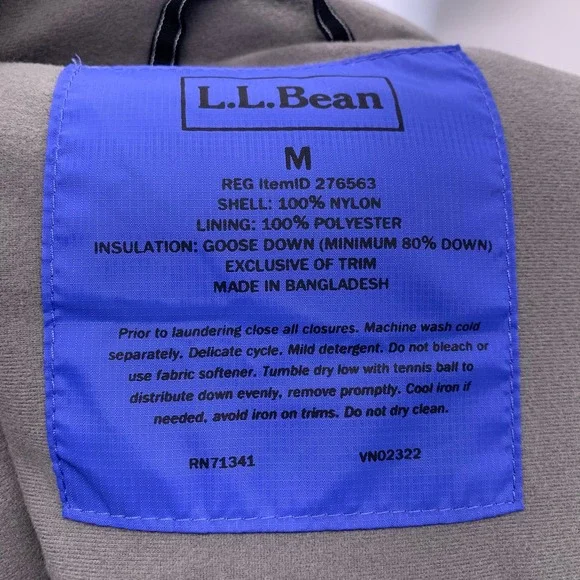 L.L.Bean
M
REG ItemID 276563
SHELL: 100% NYLON
LINING: 100% POLYESTER
INSULATION: GOOSE DOWN (MINIMUM 80% DOWN)
EXCLUSIVE OF TRIM
MADE IN BANGLADESH
Prior to laundering close all closures. Machine wash cold
separately. Delicate cycle. Mild detergent. Do not bleach or
use fabric softener. Tumble dry low with tennis ball to
distribute down evenly, remove promptly. Cool iron if
needed, avoid iron on trims. Do not dry clean.
RN71341 VN02322